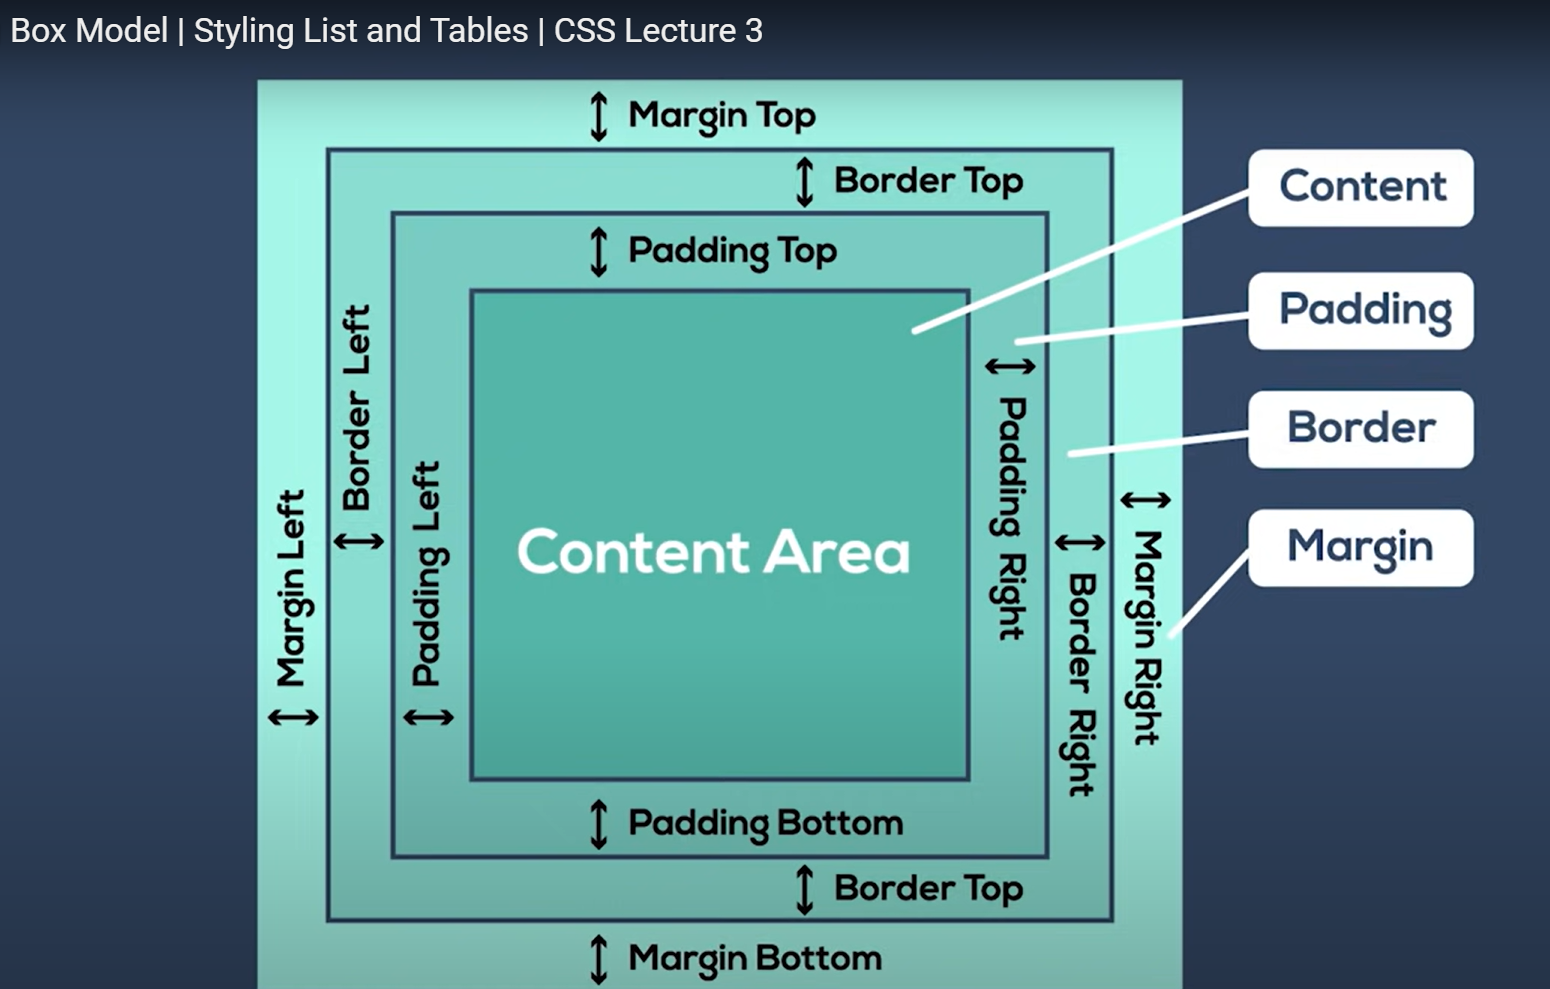 Box Model | Styling List and Tables | CSS Lecture 3
Margin Top
Border Top
Content
Padding Top
Padding
Border Left
Padding Right
Border
Margin Left
Padding Left
Content Area
Border Right
Margin Right
Margin
Padding Bottom
Border Top
Margin Bottom